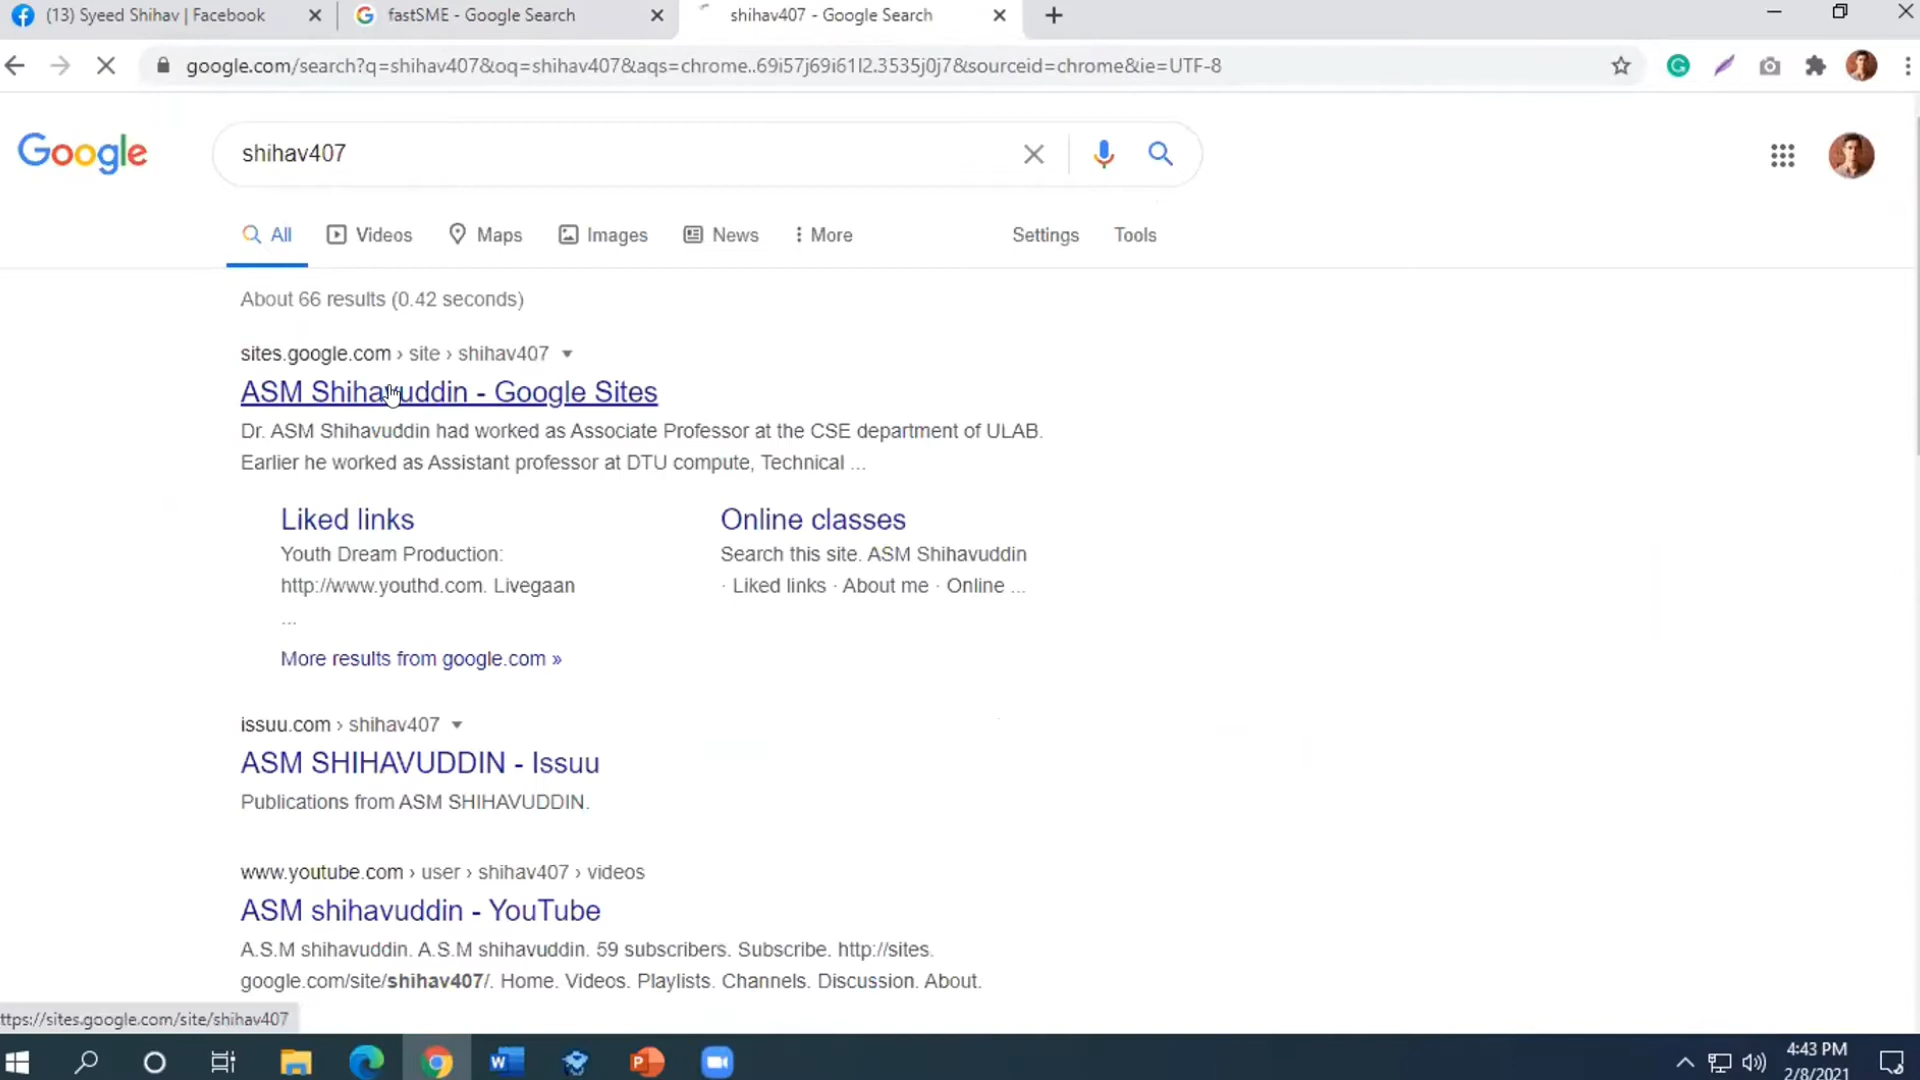 (13) Syeed Shihav | Facebook
fastSME - Google Search
shihav407 - Google Search
google.com/search?q=shihav407&oq=shihav407&aqs=chrome..69i57j69i61l2.3535j0j7&sourceid=chrome&ie=UTF-8
Google
shihav407
All
Videos
Maps
Images
News
More
Settings
Tools
About 66 results (0.42 seconds)
sites.google.com › site › shihav407
ASM Shihavuddin - Google Sites
Dr. ASM Shihavuddin had worked as Associate Professor at the CSE department of ULAB.
Earlier he worked as Assistant professor at DTU compute, Technical ...
Liked links
Youth Dream Production:
http://www.youthd.com. Livegaan
...
Online classes
Search this site. ASM Shihavuddin
· Liked links · About me · Online ...
More results from google.com »
issuu.com › shihav407
ASM SHIHAVUDDIN - Issuu
Publications from ASM SHIHAVUDDIN.
www.youtube.com › user › shihav407 › videos
ASM shihavuddin - YouTube
A.S.M shihavuddin. A.S.M shihavuddin. 59 subscribers. Subscribe. http://sites.
google.com/site/shihav407/. Home. Videos. Playlists. Channels. Discussion. About.
ttps://sites.google.com/site/shihav407
4:43 PM
2/8/2021